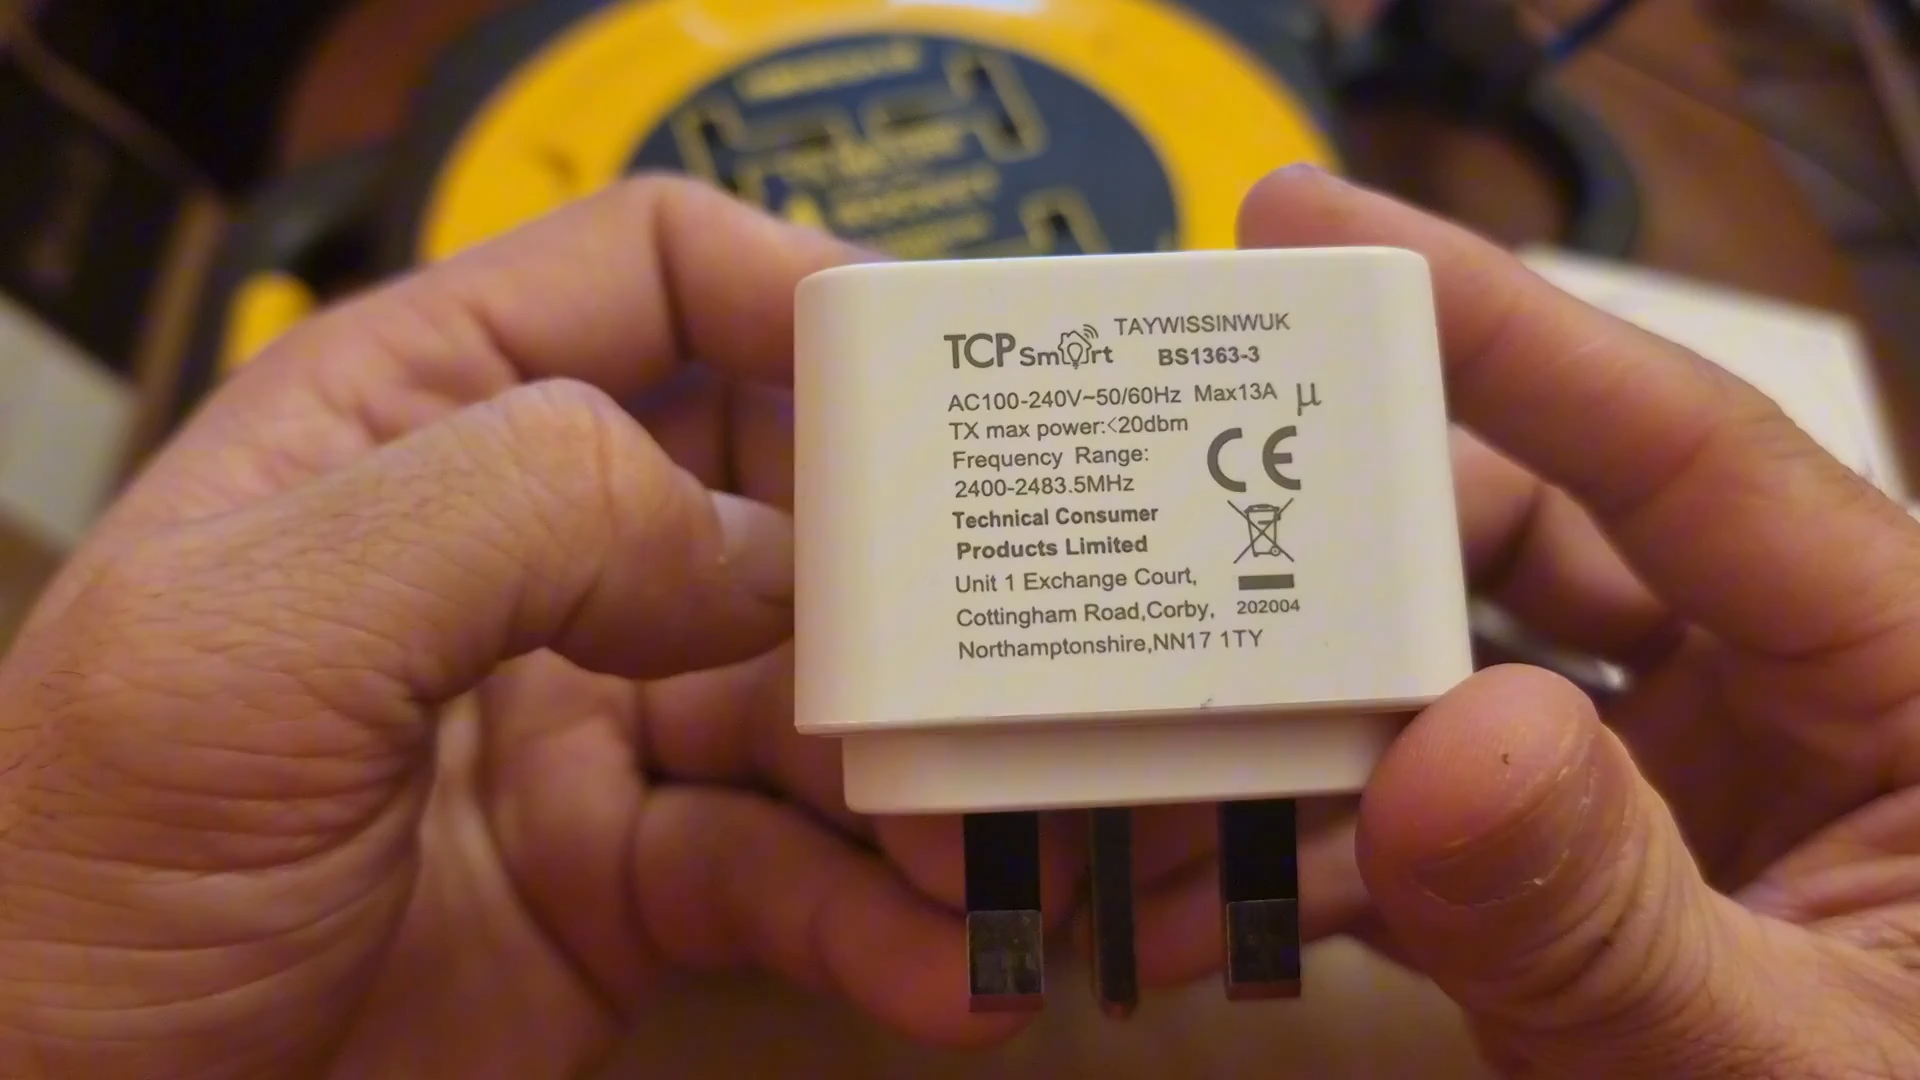 TCP Smart TAYWISSINWUK
BS1363-3
AC100-240V~50/60Hz Max13A µ
TX max power:<20dbm
Frequency Range:
2400-2483.5MHz
CE
Technical Consumer
Products Limited
Unit 1 Exchange Court,
Cottingham Road,Corby,
202004
Northamptonshire,NN17 1TY